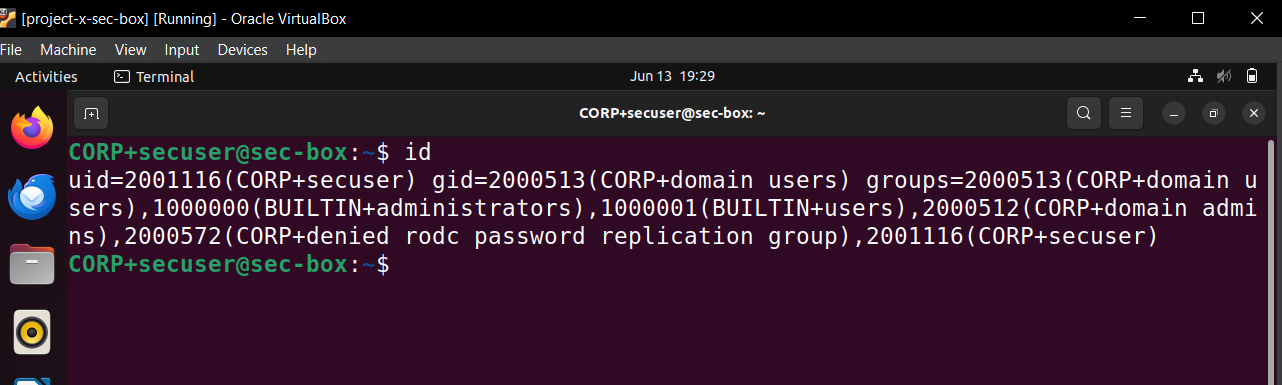 [project-x-sec-box] [Running] - Oracle VirtualBox
File Machine View Input Devices Help
Activities Terminal Jun 13 19:29
CORP+secuser@sec-box: ~
CORP+secuser@sec-box:~$ id
uid=2001116(CORP+secuser) gid=2000513(CORP+domain users) groups=2000513(CORP+domain u
sers),1000000(BUILTIN+administrators),1000001(BUILTIN+users),2000512(CORP+domain admi
ns),2000572(CORP+denied rodc password replication group),2001116(CORP+secuser)
CORP+secuser@sec-box:~$